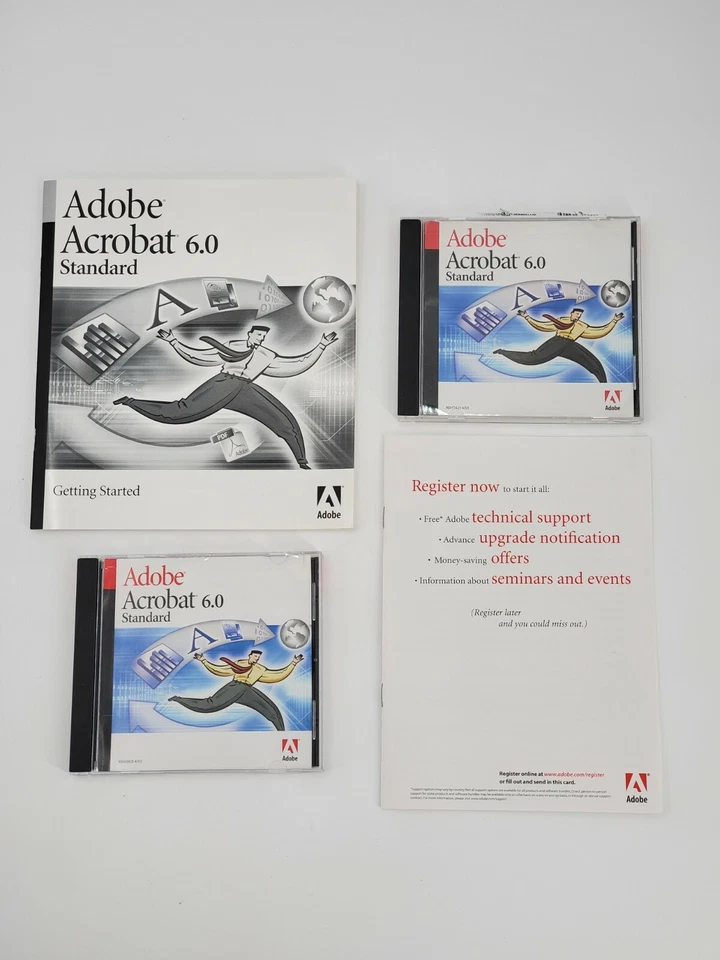 Adobe
Acrobat 6.0
Standard
A
PDF
Adobe
Getting Started
Adobe
Adobe
Acrobat 6.0
Standard
A
Adobe
Register now to start it all:
• Free* Adobe technical support
• Advance upgrade notification
• Money-saving offers
• Information about seminars and events
(Register later
and you could miss out.)
Register online at www.adobe.com/register
or fill out and send in this card.
Adobe
Adobe
Acrobat 6.0
Standard
A
Adobe